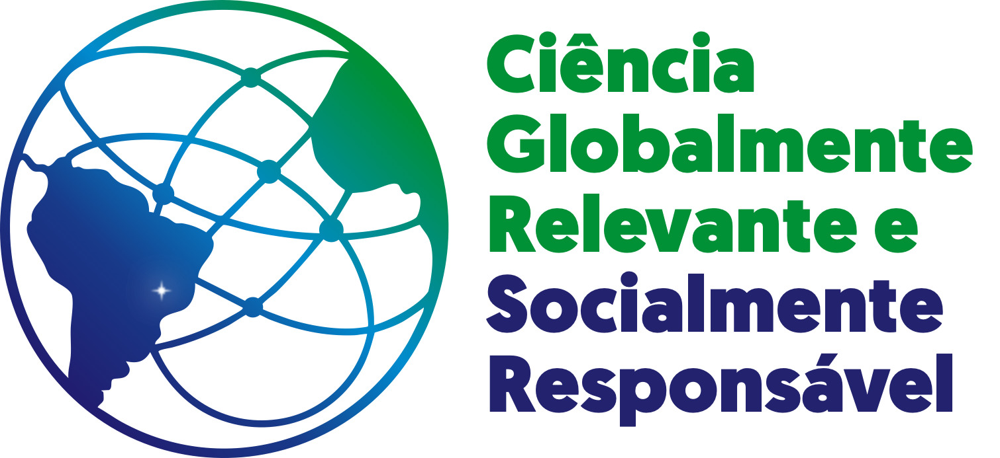 Ciência
Globalmente
Relevante e
Socialmente
Responsável